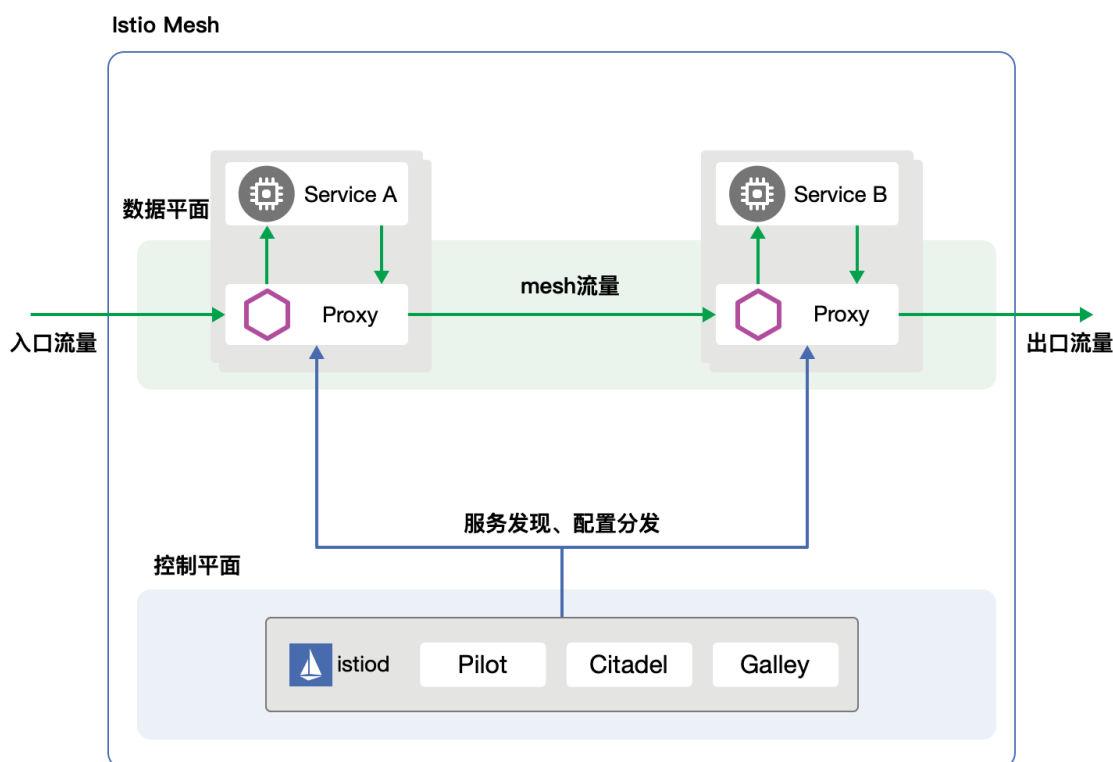 Istio Mesh
Service A
Service B
数据平面
mesh流量
Proxy
Proxy
入口流量
出口流量
服务发现、配置分发
控制平面
istiod
Pilot
Citadel
Galley